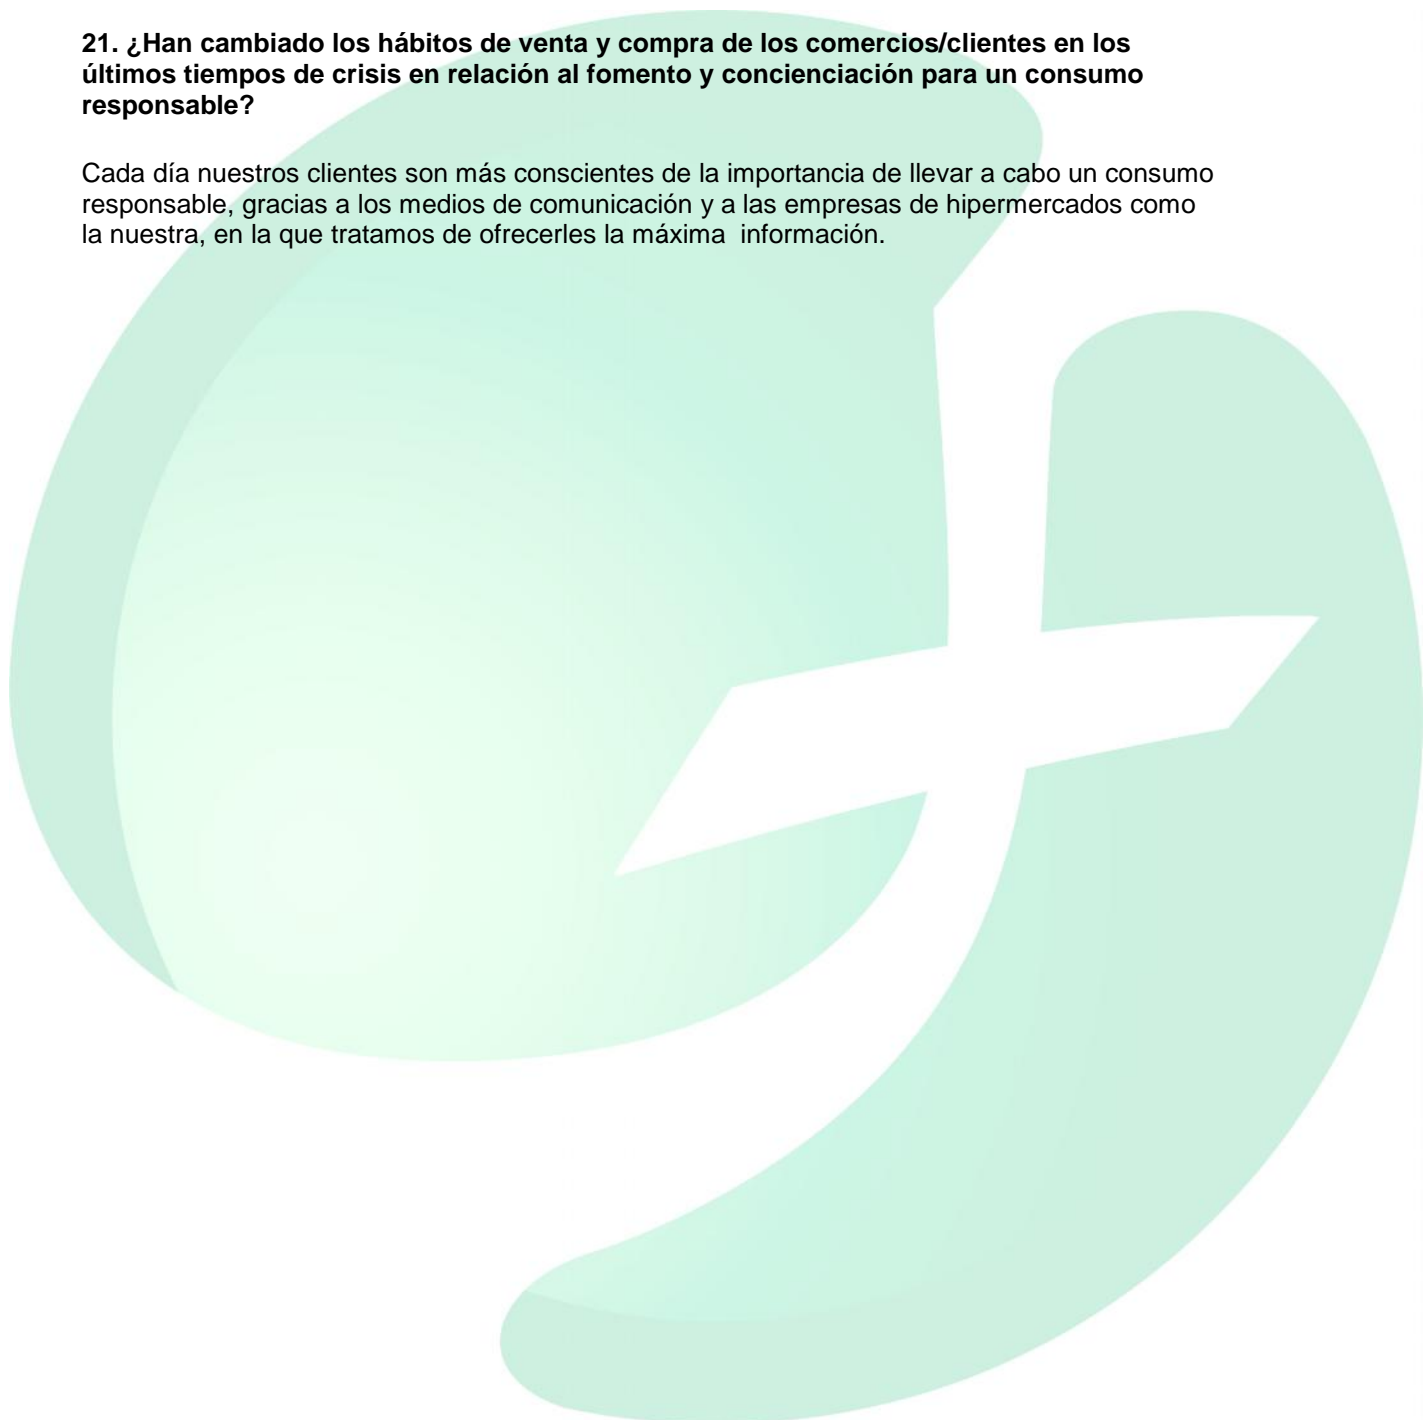 21. ¿Han cambiado los hábitos de venta y compra de los comercios/clientes en los
últimos tiempos de crisis en relación al fomento y concienciación para un consumo
responsable?
Cada día nuestros clientes son más conscientes de la importancia de llevar a cabo un consumo
responsable, gracias a los medios de comunicación y a las empresas de hipermercados como
la nuestra, en la que tratamos de ofrecerles la máxima  información.